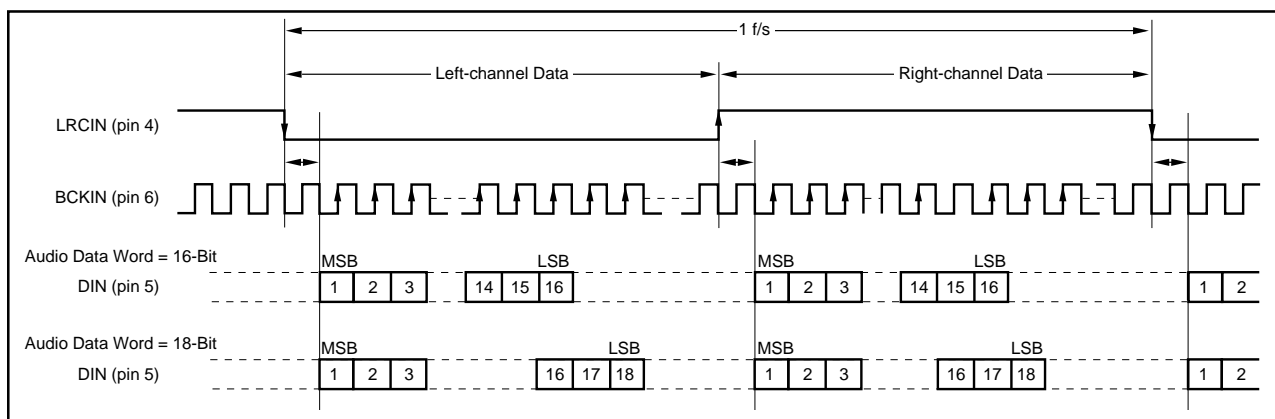 1 f/s
Left-channel Data Right-channel Data
LRCIN (pin 4)
BCKIN (pin 6)
Audio Data Word = 16-Bit
MSB LSB MSB LSB
DIN (pin 5) 1 2 3 14 15 16 1 2 3 14 15 16 1 2
Audio Data Word = 18-Bit
MSB LSB MSB LSB
DIN (pin 5) 1 2 3 16 17 18 1 2 3 16 17 18 1 2